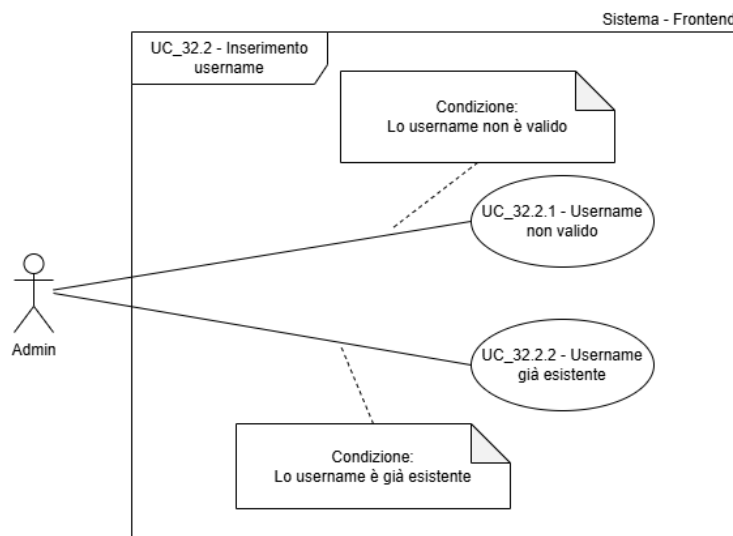 Sistema - Frontend
UC_32.2 - Inserimento
username
Condizione:
Lo username non è valido
UC_32.2.1 - Username
non valido
Admin
UC_32.2.2 - Username
già esistente
Condizione:
Lo username è già esistente